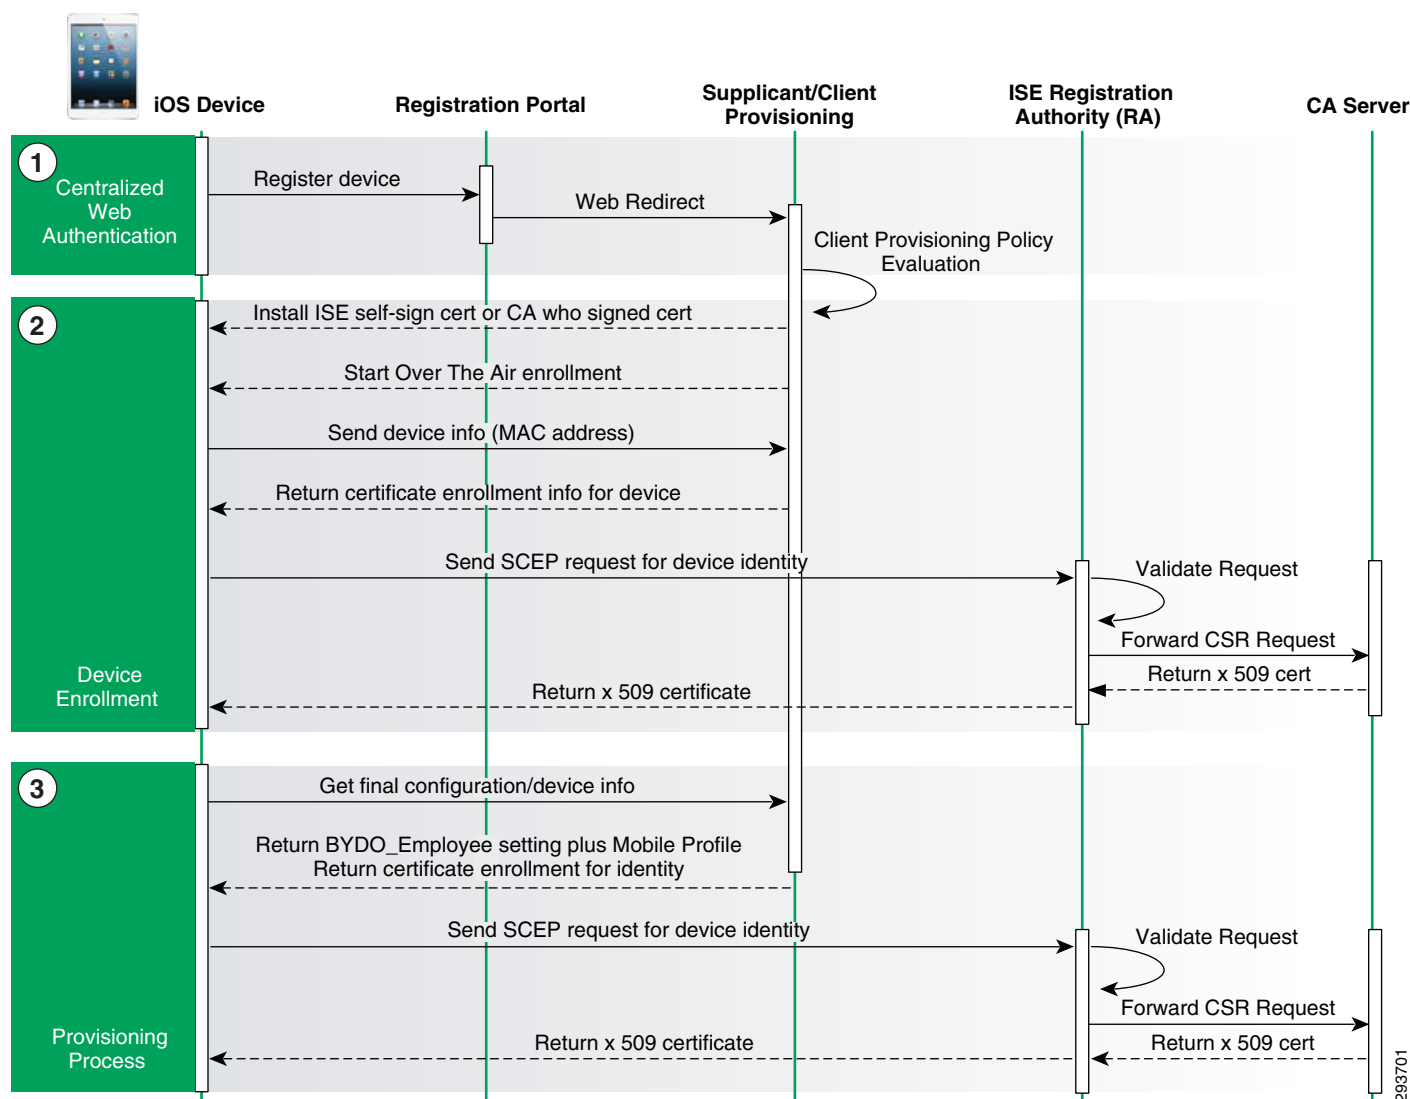 iOS Device
Registration Portal
Supplicant/Client
Provisioning
ISE Registration
Authority (RA)
CA Server
1
Centralized
Web
Authentication
Register device
Web Redirect
Client Provisioning Policy
Evaluation
2
Install ISE self-sign cert or CA who signed cert
Start Over The Air enrollment
Send device info (MAC address)
Return certificate enrollment info for device
Send SCEP request for device identity
Validate Request
Forward CSR Request
Return x 509 cert
Return x 509 certificate
Device
Enrollment
3
Get final configuration/device info
Return BYDO_Employee setting plus Mobile Profile
Return certificate enrollment for identity
Send SCEP request for device identity
Validate Request
Forward CSR Request
Return x 509 cert
Return x 509 certificate
Provisioning
Process
293701